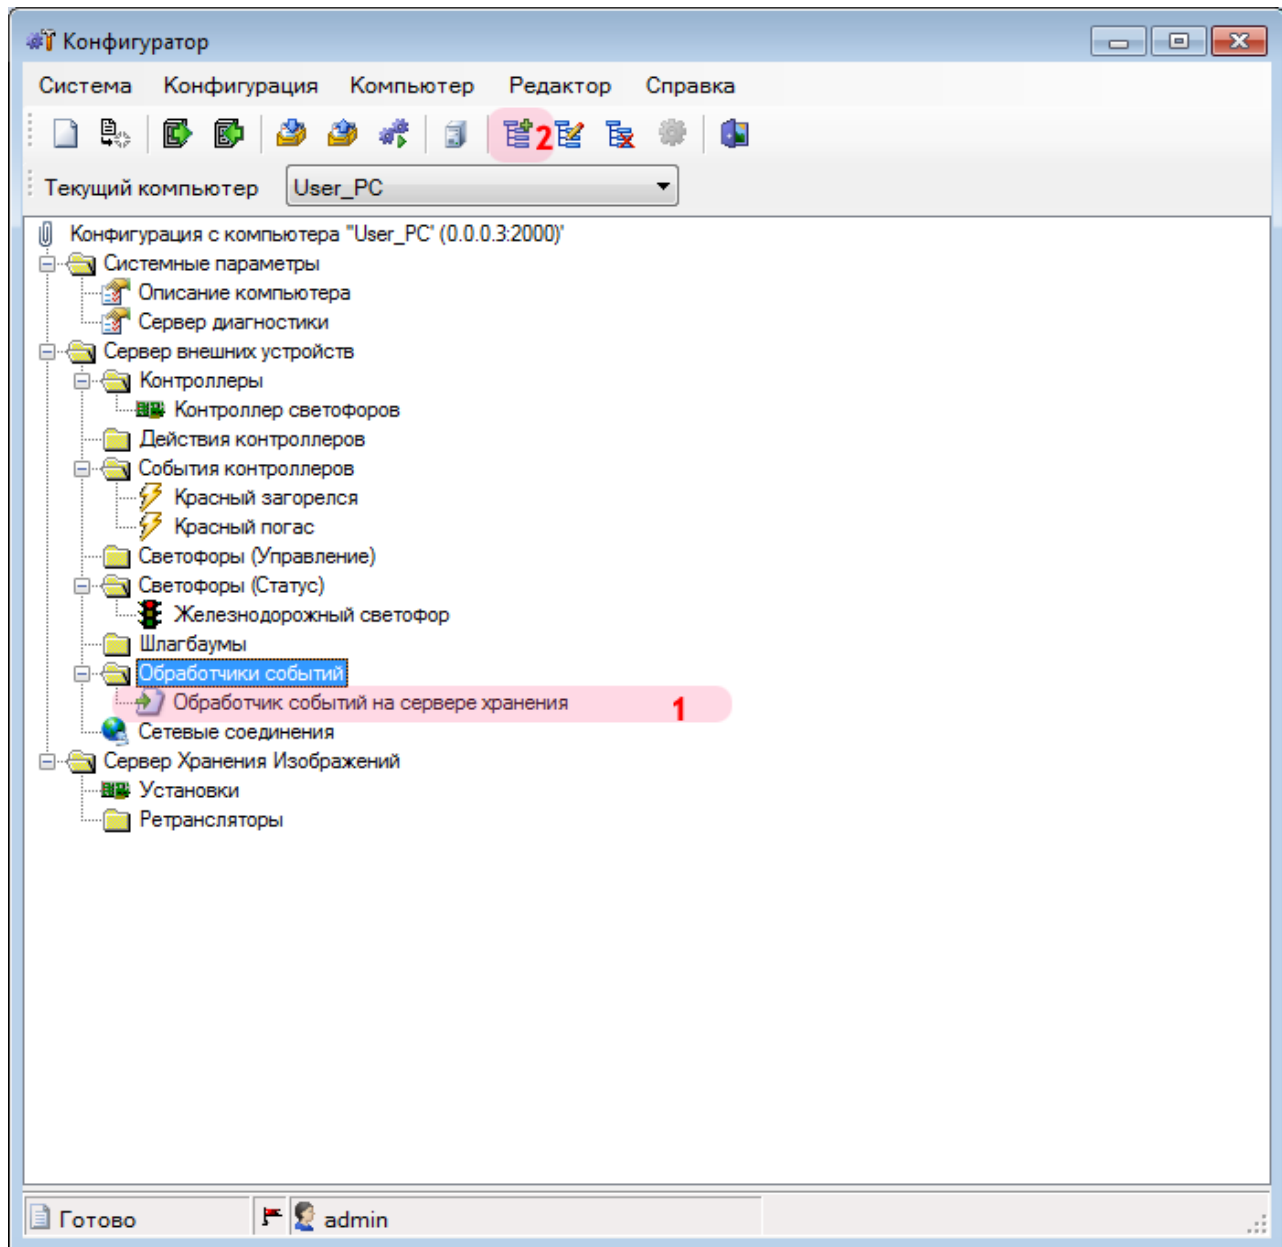 Конфигуратор
Система Конфигурация Компьютер Редактор Справка
2
Текущий компьютер User_PC
Конфигурация с компьютера "User_PC" (0.0.0.3:2000)'
Системные параметры
Описание компьютера
Сервер диагностики
Сервер внешних устройств
Контроллеры
Контроллер светофоров
Действия контроллеров
События контроллеров
Красный загорелся
Красный погас
Светофоры (Управление)
Светофоры (Статус)
Железнодорожный светофор
Шлагбаумы
Обработчики событий
Обработчик событий на сервере хранения 1
Сетевые соединения
Сервер Хранения Изображений
Установки
Ретрансляторы
Готово admin